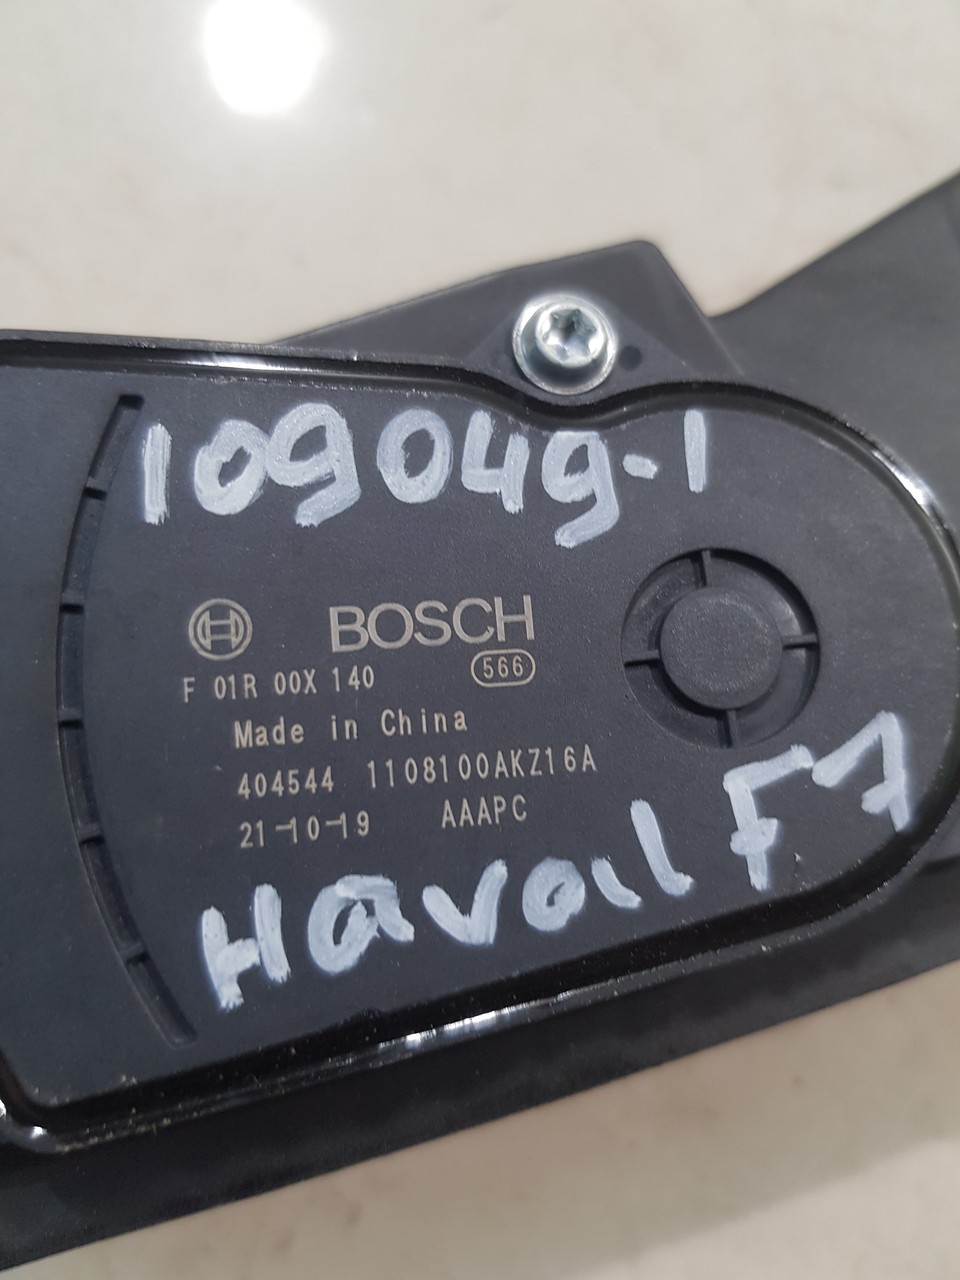 109049-1
BOSCH
F 01R 00X 140 566
Made in China
404544 1108100AKZ16A
21-10-19 AAAPC
Haval F7